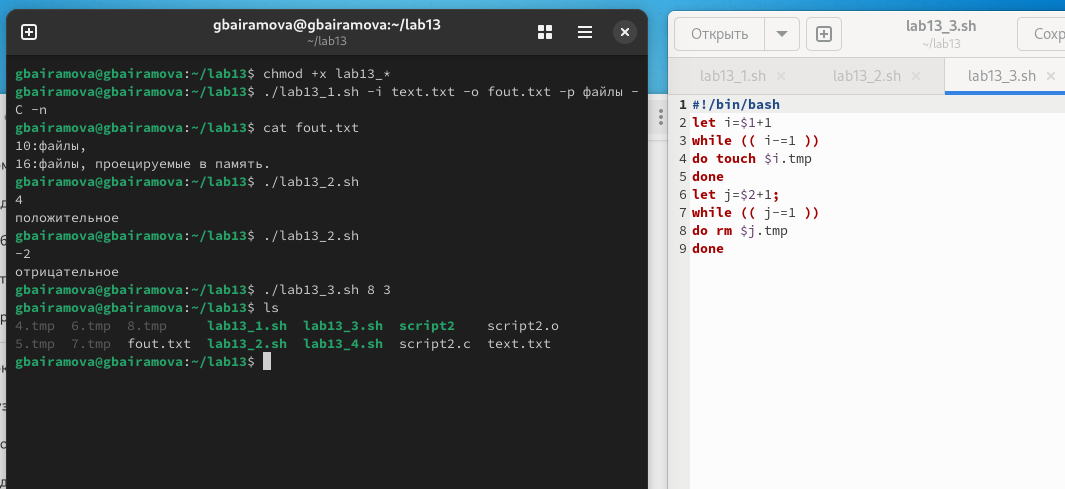 gbairamova@gbairamova:~/lab13
~/lab13
gbairamova@gbairamova:~/lab13$ chmod +x lab13_*
gbairamova@gbairamova:~/lab13$ ./lab13_1.sh -i text.txt -o fout.txt -p файлы -
C -n
gbairamova@gbairamova:~/lab13$ cat fout.txt
10:файлы,
16:файлы, проецируемые в память.
gbairamova@gbairamova:~/lab13$ ./lab13_2.sh
4
положительное
gbairamova@gbairamova:~/lab13$ ./lab13_2.sh
-2
отрицательное
gbairamova@gbairamova:~/lab13$ ./lab13_3.sh 8 3
gbairamova@gbairamova:~/lab13$ ls
4.tmp 6.tmp 8.tmp lab13_1.sh lab13_3.sh script2 script2.o
5.tmp 7.tmp fout.txt lab13_2.sh lab13_4.sh script2.c text.txt
gbairamova@gbairamova:~/lab13$
Открыть
lab13_3.sh
~/lab13
lab13_1.sh × lab13_2.sh × lab13_3.sh ×
1 #!/bin/bash
2 let i=$1+1
3 while (( i-=1 ))
4 do touch $i.tmp
5 done
6 let j=$2+1;
7 while (( j-=1 ))
8 do rm $j.tmp
9 done